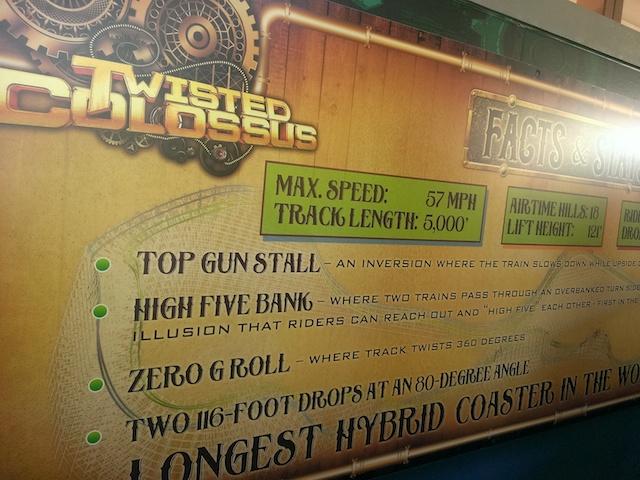 TWISTED
COLOSSUS
FACTS &
MAX. SPEED: 57 MPH
TRACK LENGTH: 5,000'
AIRTIME HILLS: 18
LIFT HEIGHT: 121'
TOP GUN STALL – AN INVERSION WHERE THE TRAIN SLOWS DOWN WHILE UPSIDE
HIGH FIVE BANK – WHERE TWO TRAINS PASS THROUGH AN OVERBANKED TURN SIDE
ILLUSION THAT RIDERS CAN REACH OUT AND "HIGH FIVE" EACH OTHER - FIRST IN THE
ZERO G ROLL – WHERE TRACK TWISTS 360 DEGREES
TWO 116-FOOT DROPS AT AN 80-DEGREE ANGLE
LONGEST HYBRID COASTER IN THE WO